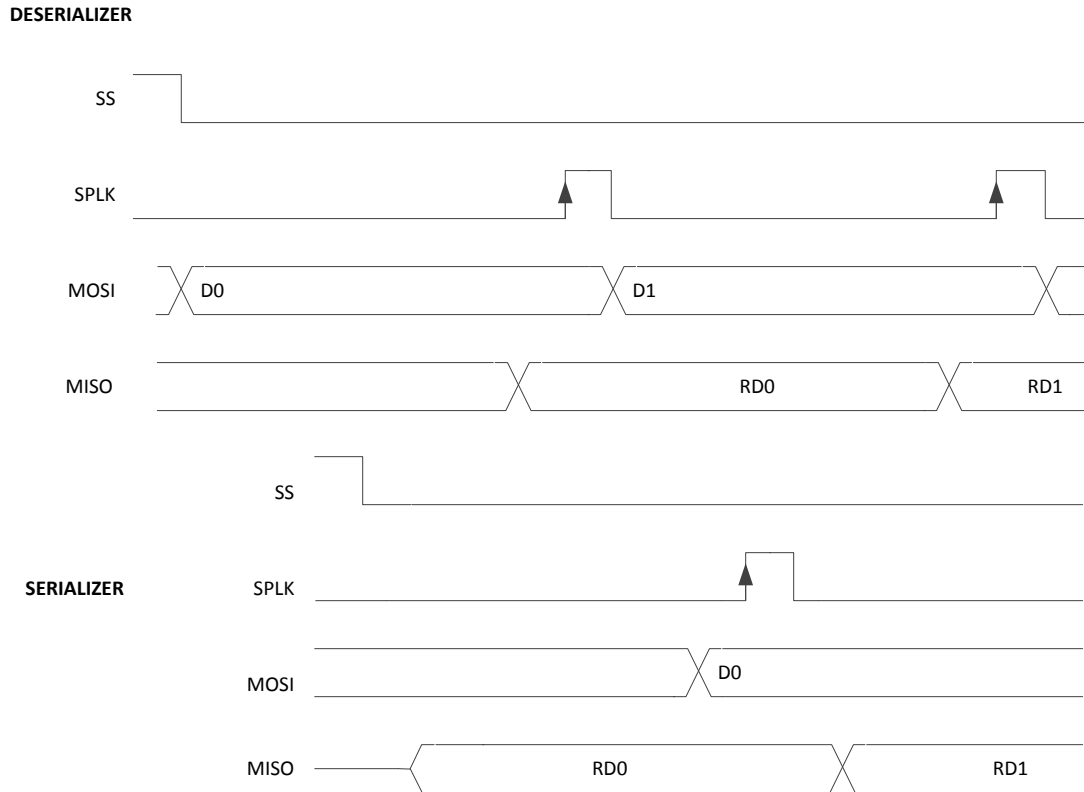 DESERIALIZER
SS
SPLK
MOSI D0 D1
MISO RD0 RD1
SS
SERIALIZER SPLK
MOSI D0
MISO RD0 RD1